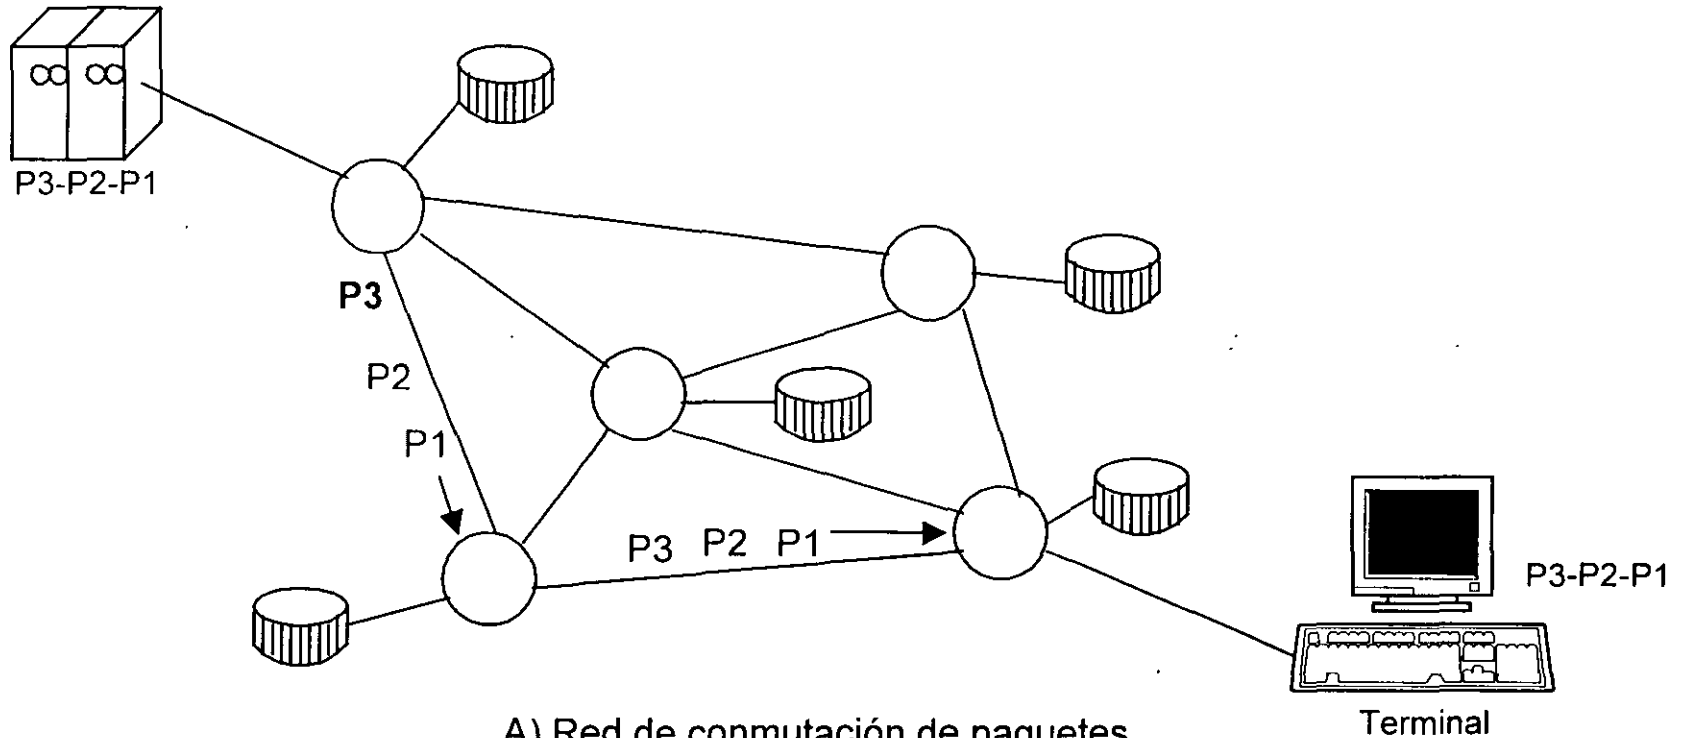 P3-P2-P1
P3
P2
P1
P3 P2 P1
P3-P2-P1
Terminal
A) Red de conmutación de paquetes